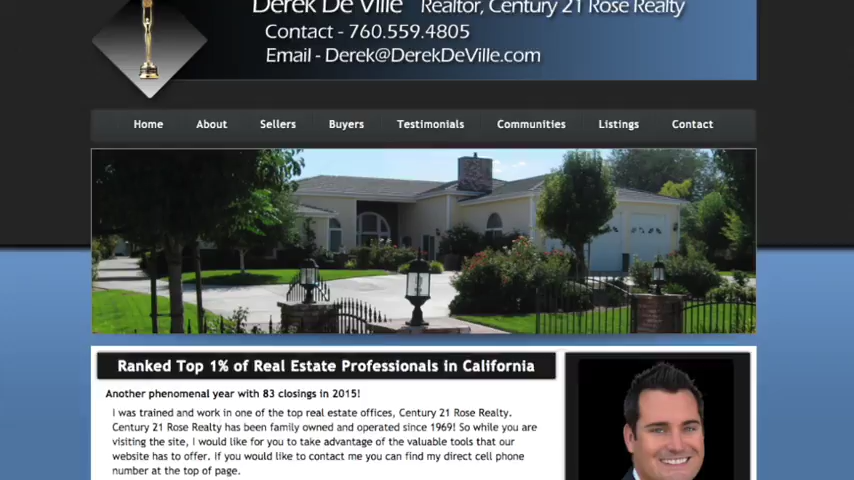 Derek De Ville Realtor, Century 21 Rose Realty
Contact - 760.559.4805
Email - Derek@DerekDeVille.com
Home About Sellers Buyers Testimonials Communities Listings Contact
Ranked Top 1% of Real Estate Professionals in California
Another phenomenal year with 83 closings in 2015!
I was trained and work in one of the top real estate offices, Century 21 Rose Realty.
Century 21 Rose Realty has been family owned and operated since 1969! So while you are
visiting the site, I would like for you to take advantage of the valuable tools that our
website has to offer. If you would like to contact me you can find my direct cell phone
number at the top of page.